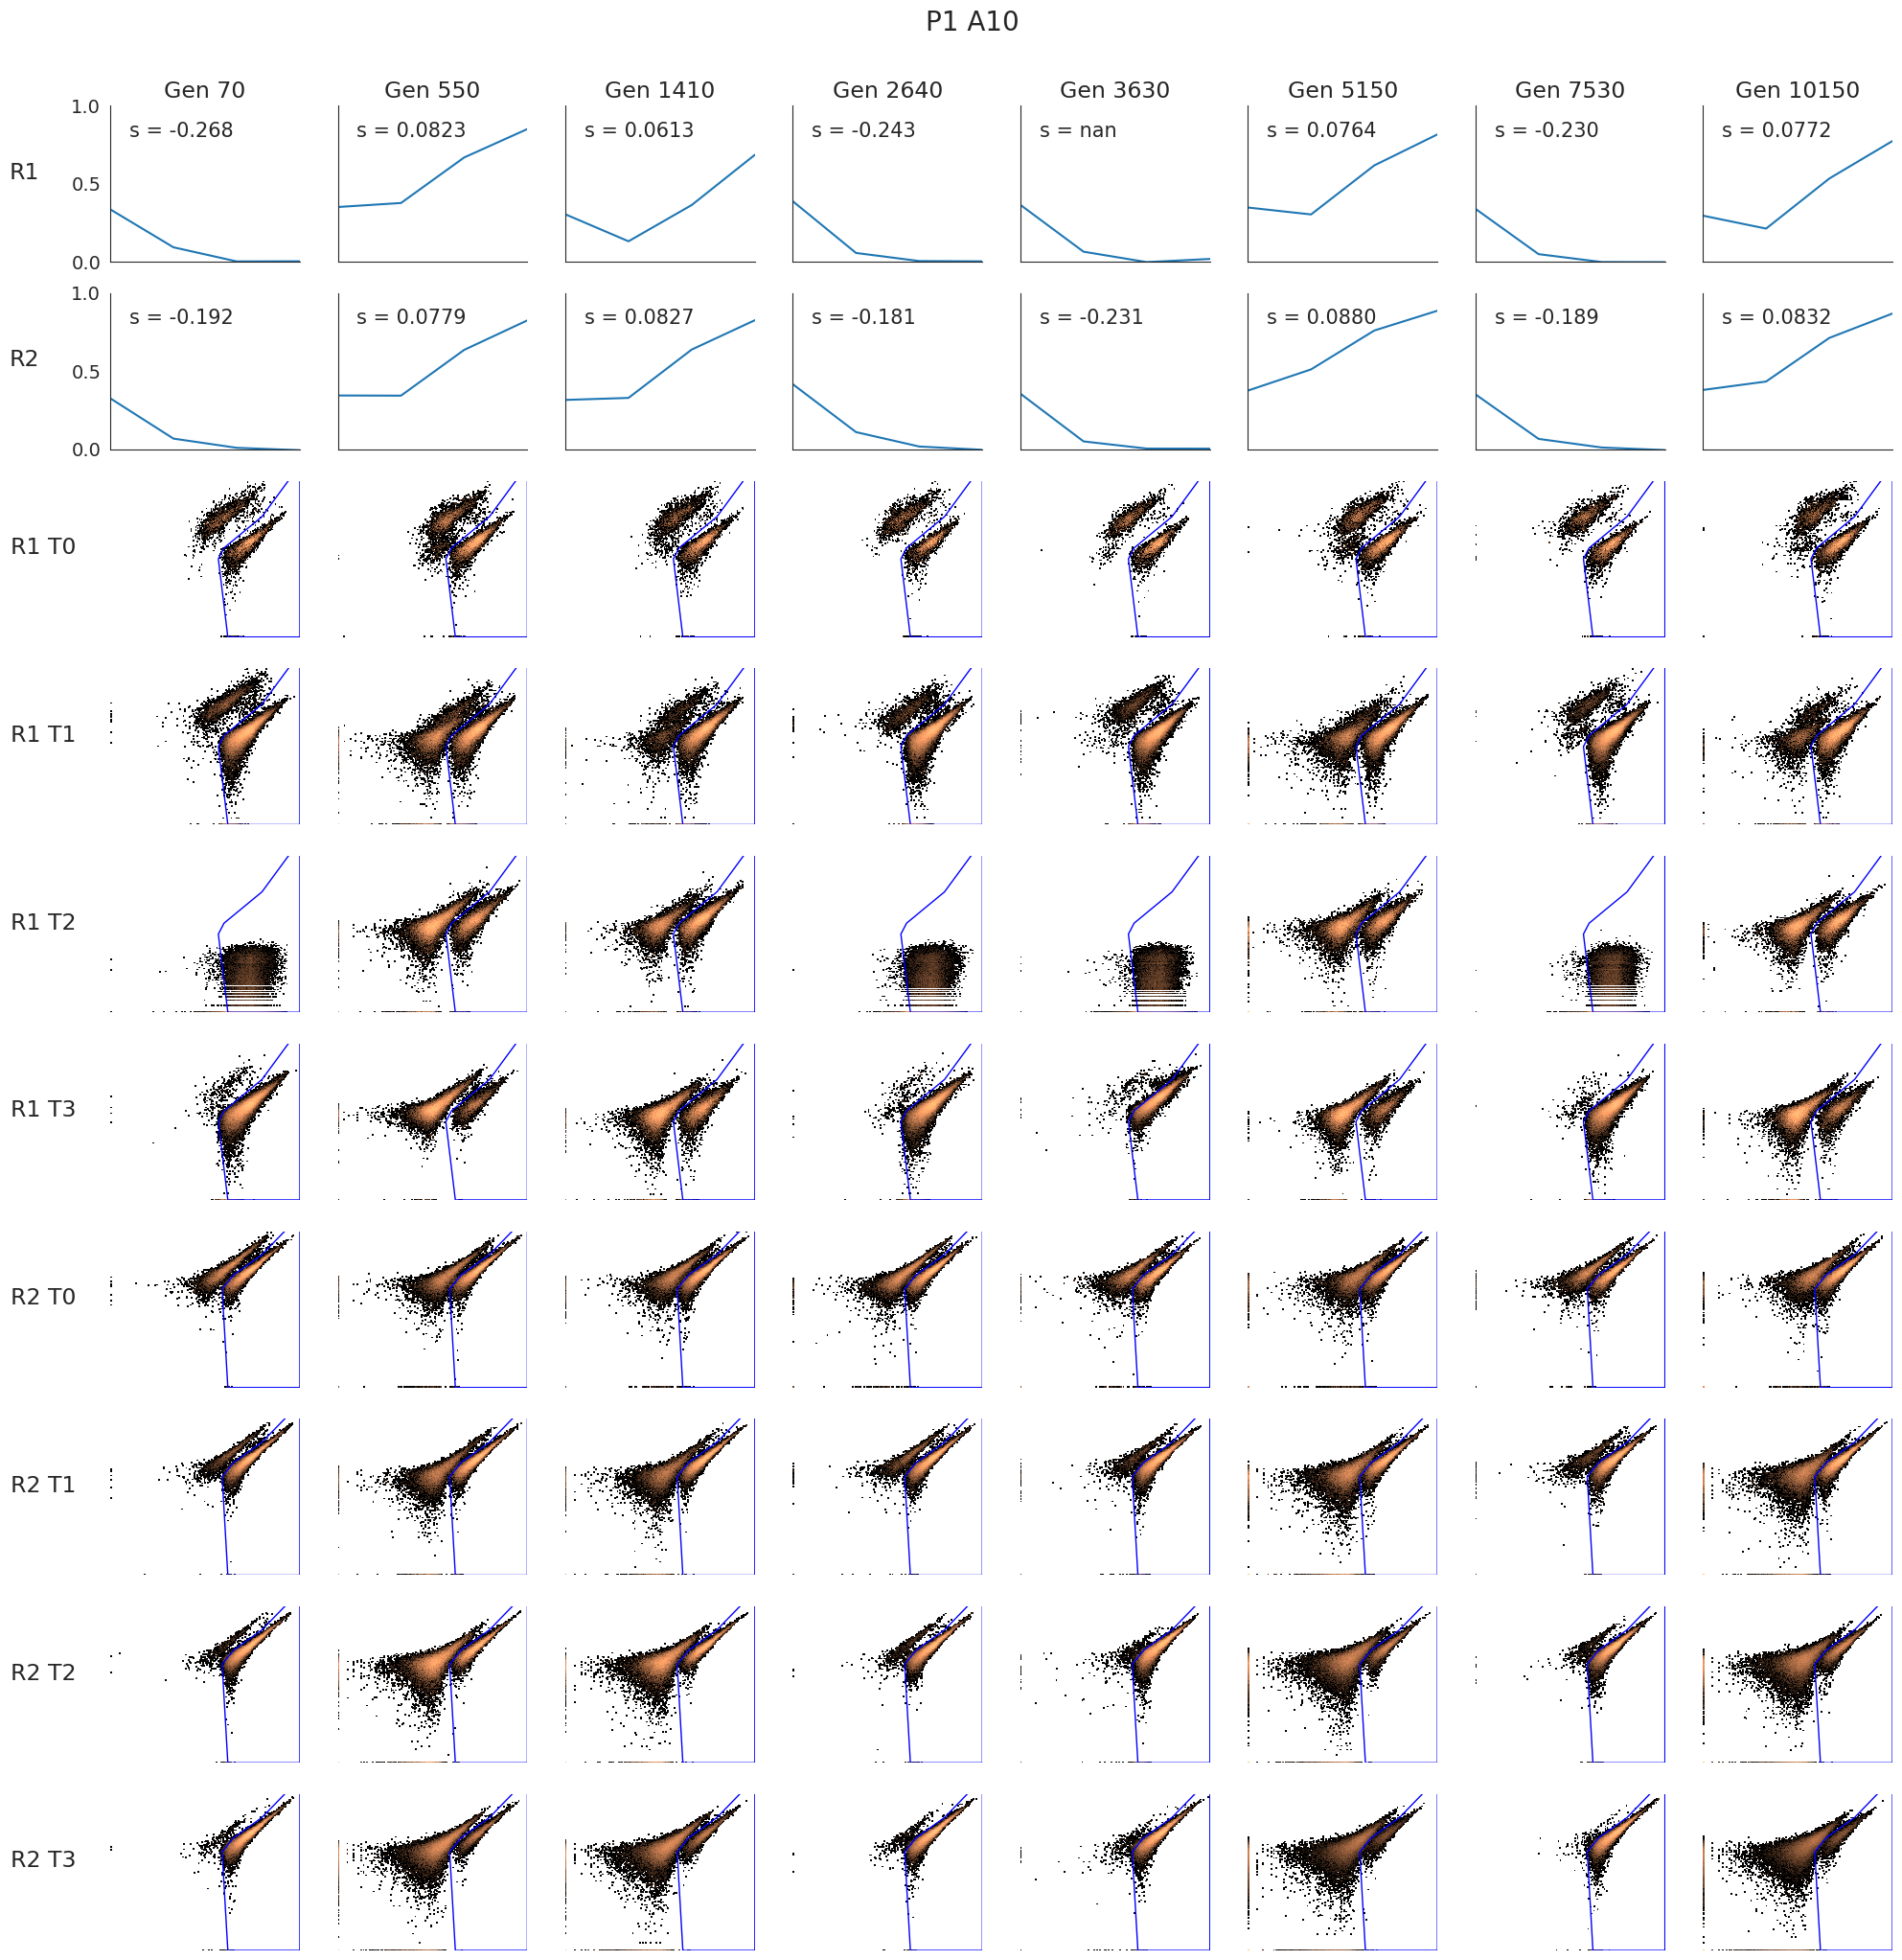 P1 A10
Gen 70 Gen 550 Gen 1410 Gen 2640 Gen 3630 Gen 5150 Gen 7530 Gen 10150
1.0
s = -0.268 s = 0.0823 s = 0.0613 s = -0.243 s = nan s = 0.0764 s = -0.230 s = 0.0772
R1
0.5
0.0
1.0
s = -0.192 s = 0.0779 s = 0.0827 s = -0.181 s = -0.231 s = 0.0880 s = -0.189 s = 0.0832
R2
0.5
0.0
R1 T0
R1 T1
R1 T2
R1 T3
R2 T0
R2 T1
R2 T2
R2 T3